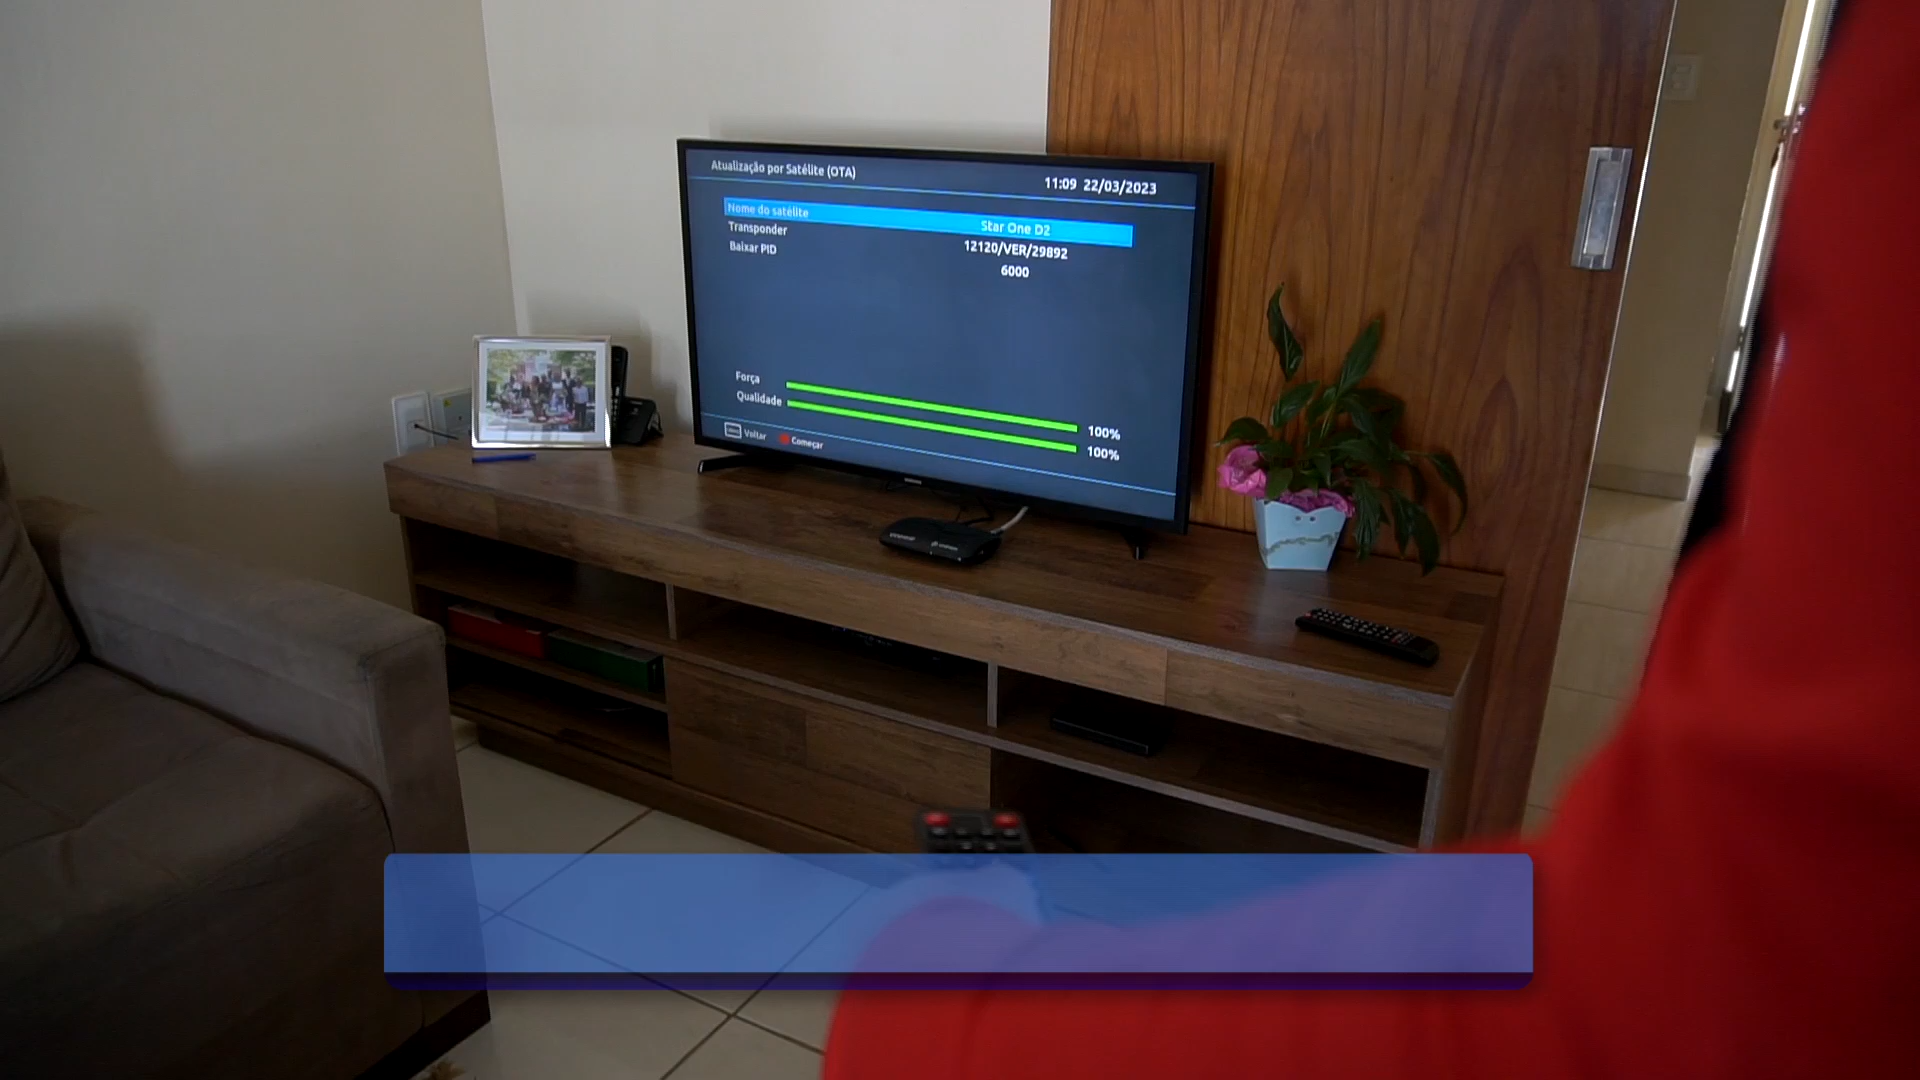 Atualização por Satélite (OTA)
11:09 22/03/2023
Nome do satélite
Star One D2
Transponder
12120/VER/29892
Baixar PID
6000
Força
100%
Qualidade
100%
Voltar
Começar